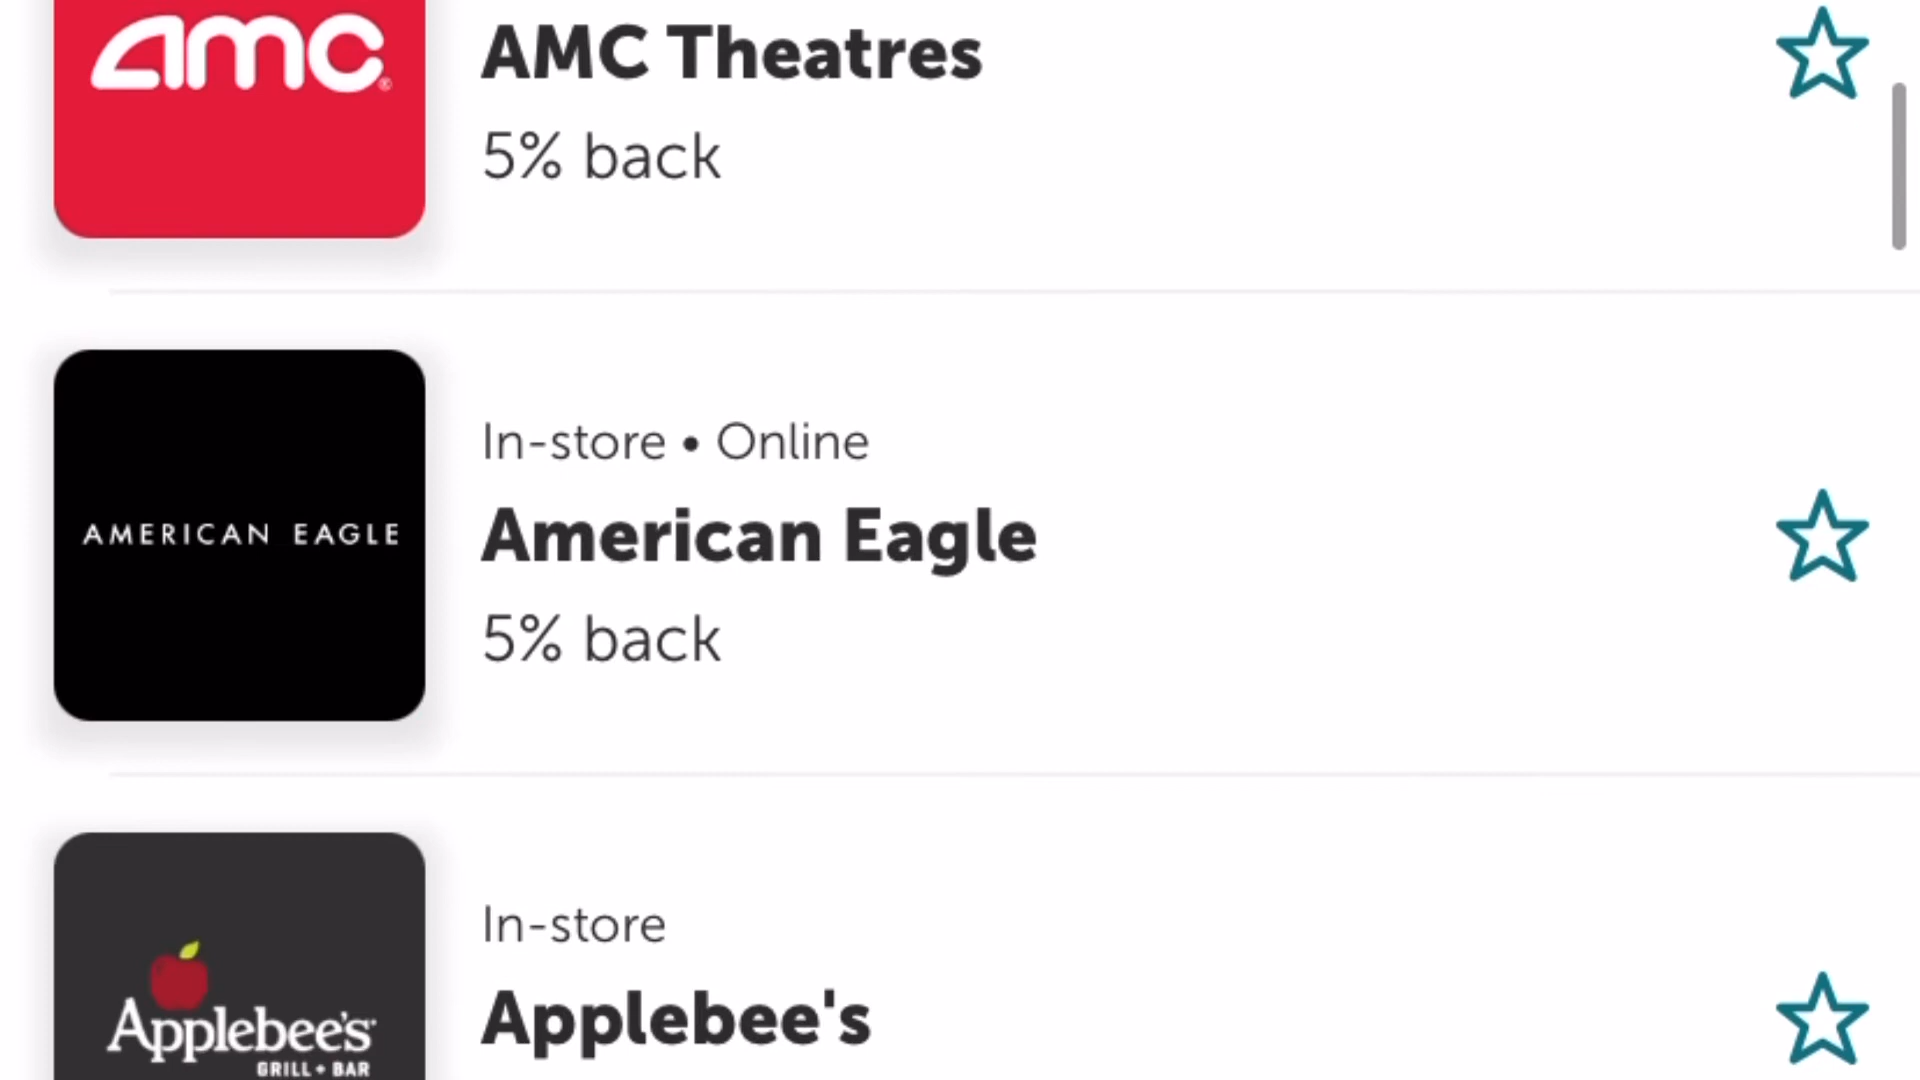 amc
AMC Theatres
5% back
AMERICAN EAGLE
In-store • Online
American Eagle
5% back
Applebee's
GRILL + BAR
In-store
Applebee's